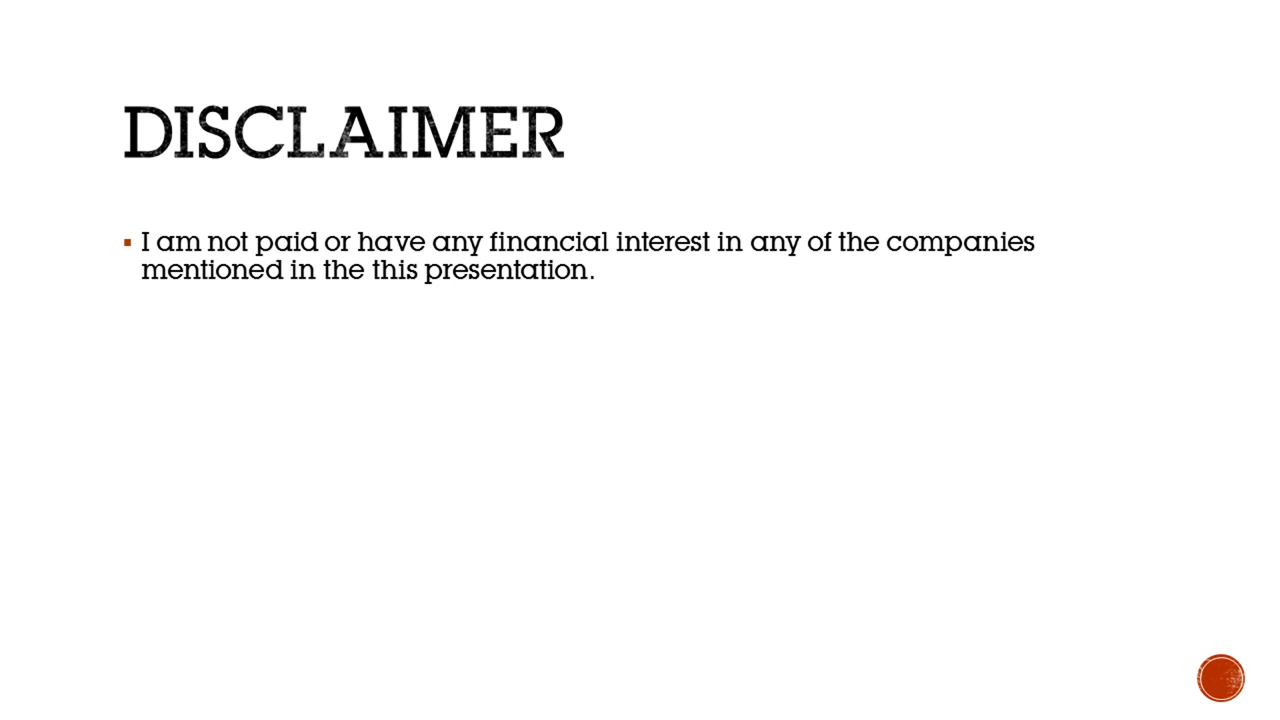 DISCLAIMER
▪ I am not paid or have any financial interest in any of the companies
mentioned in the this presentation.